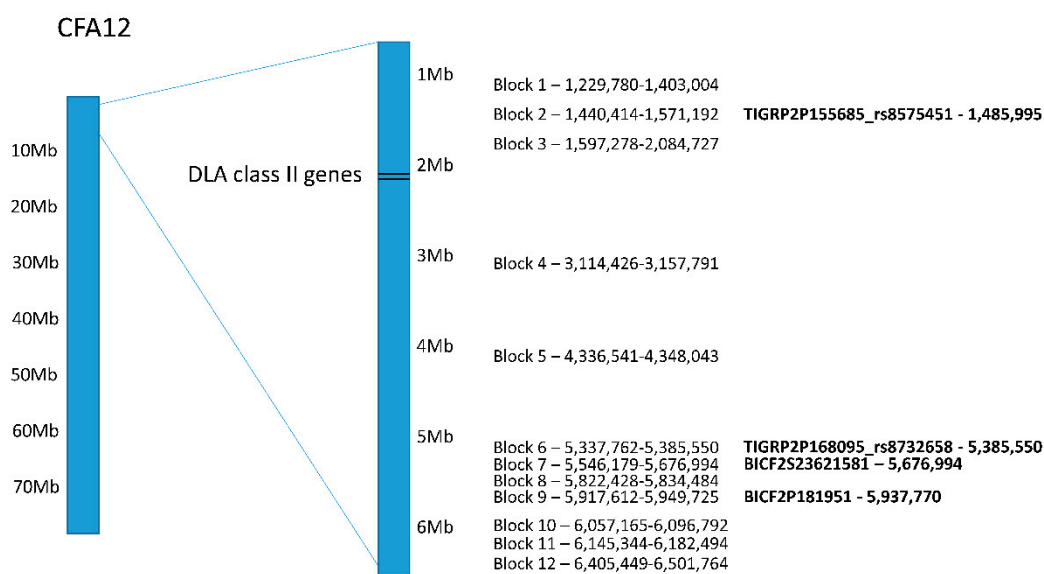 CFA12
10Mb
20Mb
30Mb
40Mb
50Mb
60Mb
70Mb
DLA class II genes
1Mb
2Mb
3Mb
4Mb
5Mb
6Mb
Block 1 – 1,229,780-1,403,004
Block 2 – 1,440,414-1,571,192 TIGRP2P155685_rs8575451 - 1,485,995
Block 3 – 1,597,278-2,084,727
Block 4 – 3,114,426-3,157,791
Block 5 – 4,336,541-4,348,043
Block 6 – 5,337,762-5,385,550 TIGRP2P168095_rs8732658 - 5,385,550
Block 7 – 5,546,179-5,676,994 BICF2S23621581 – 5,676,994
Block 8 – 5,822,428-5,834,484
Block 9 – 5,917,612-5,949,725 BICF2P181951 - 5,937,770
Block 10 – 6,057,165-6,096,792
Block 11 – 6,145,344-6,182,494
Block 12 – 6,405,449-6,501,764